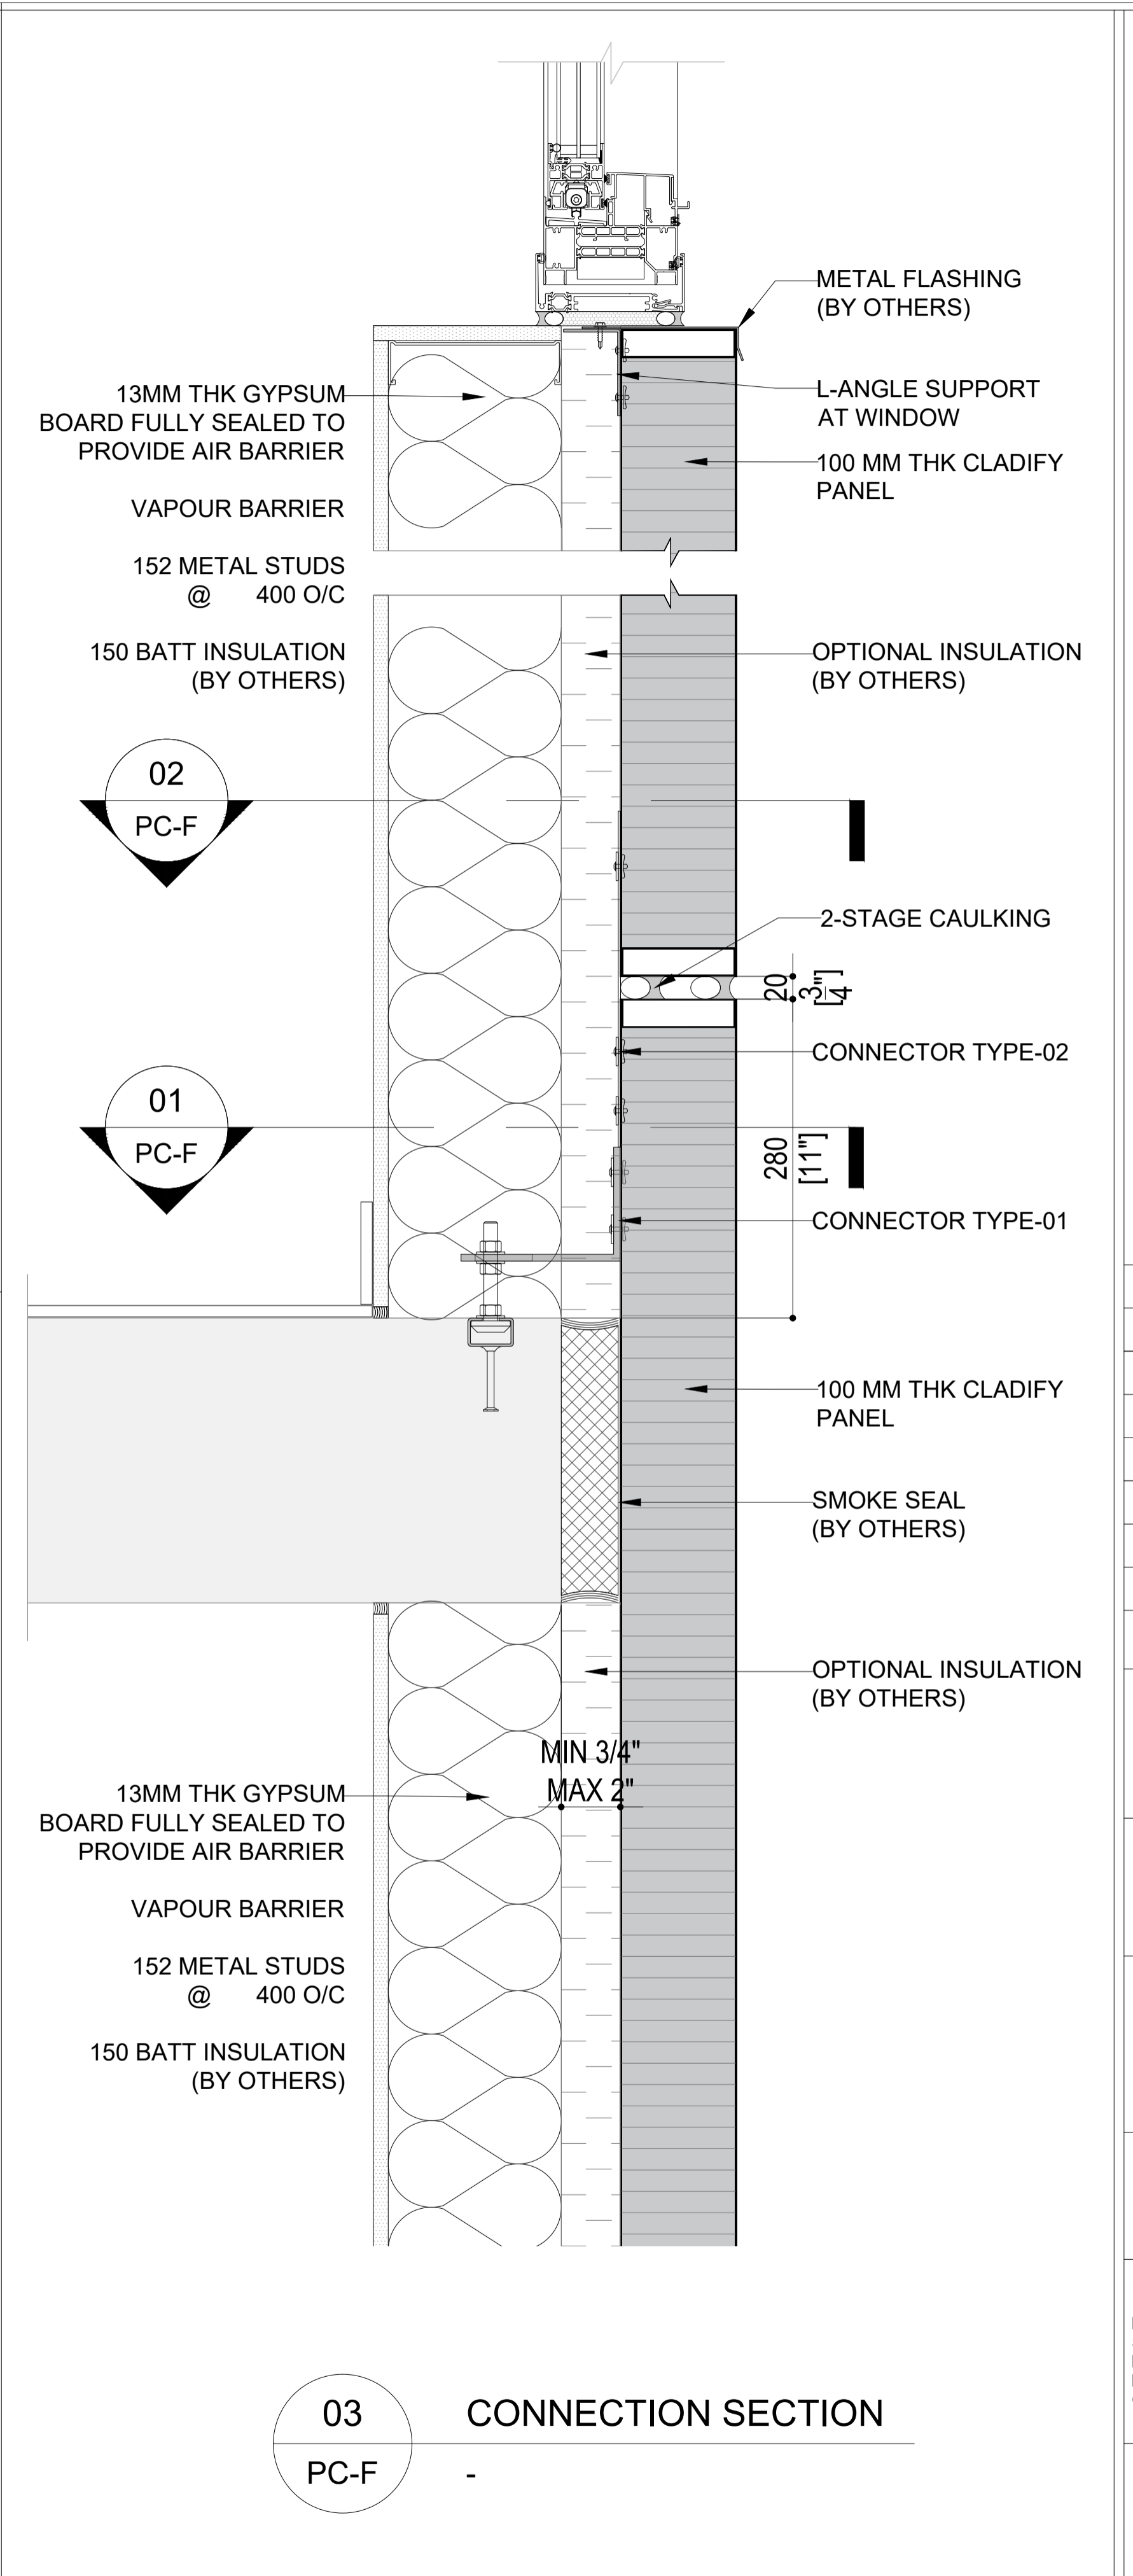 METAL FLASHING
(BY OTHERS)
13MM THK GYPSUM
BOARD FULLY SEALED TO
PROVIDE AIR BARRIER
VAPOUR BARRIER
152 METAL STUDS
@ 400 O/C
150 BATT INSULATION
(BY OTHERS)
L-ANGLE SUPPORT
AT WINDOW
100 MM THK CLADIFY
PANEL
OPTIONAL INSULATION
(BY OTHERS)
02
PC-F
2-STAGE CAULKING
20
[3/4"]
CONNECTOR TYPE-02
01
PC-F
280
[11"]
CONNECTOR TYPE-01
100 MM THK CLADIFY
PANEL
SMOKE SEAL
(BY OTHERS)
OPTIONAL INSULATION
(BY OTHERS)
MIN 3/4"
MAX 2"
13MM THK GYPSUM
BOARD FULLY SEALED TO
PROVIDE AIR BARRIER
VAPOUR BARRIER
152 METAL STUDS
@ 400 O/C
150 BATT INSULATION
(BY OTHERS)
03
PC-F
CONNECTION SECTION
-